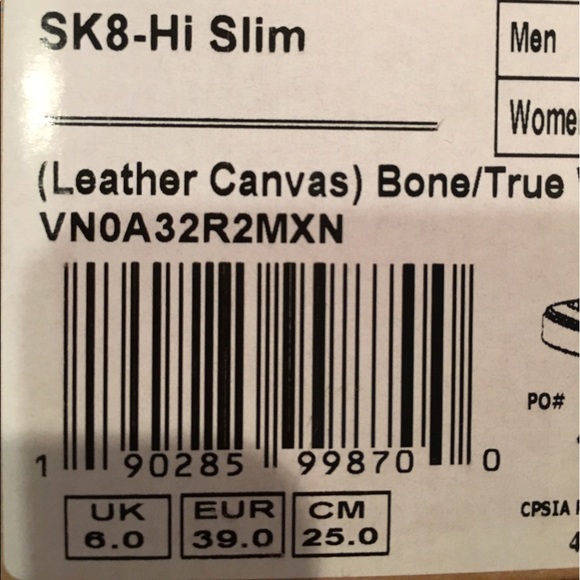 SK8-Hi Slim
Men
(Leather Canvas) Bone/True
VN0A32R2MXN
PO#
1 90285 99870 0
UK EUR CM
6.0 39.0 25.0
CPSIA